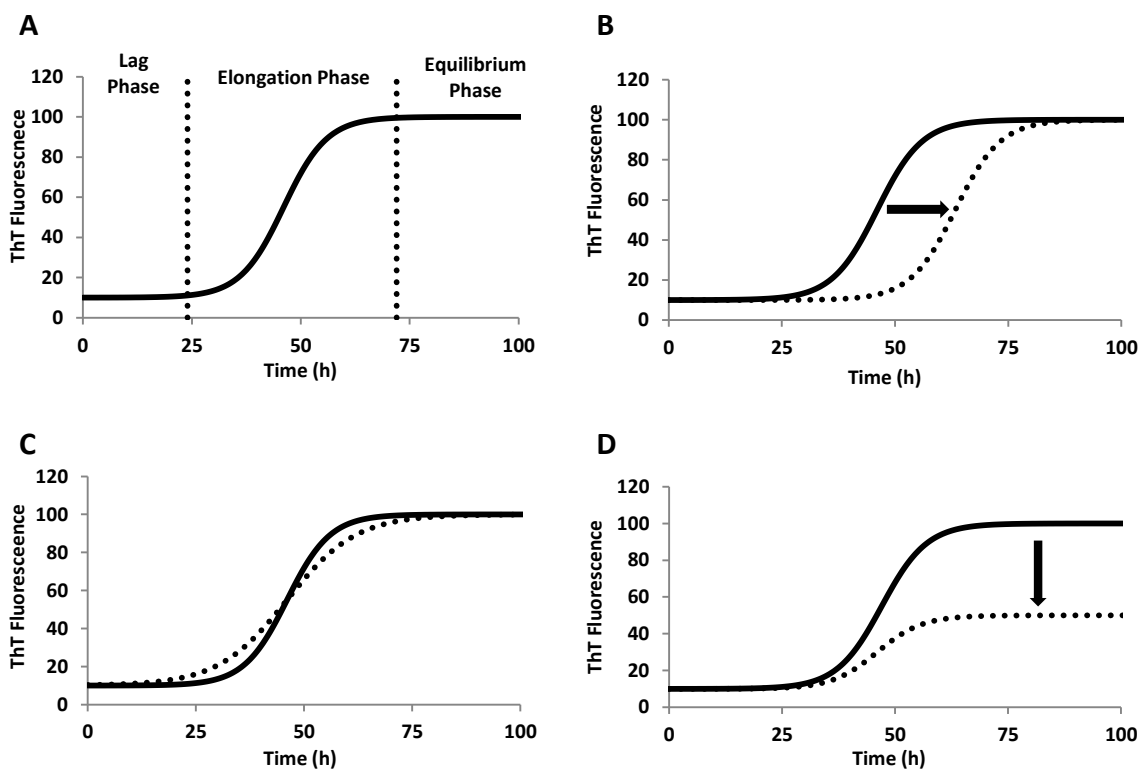 A
Lag
Phase
Elongation Phase
Equilibrium
Phase
120
100
80
60
40
20
0
ThT Fluorescnece
0 25 50 75 100
Time (h)
B
120
100
80
60
40
20
0
ThT Fluorescence
0 25 50 75 100
Time (h)
C
120
100
80
60
40
20
0
ThT Fluoresceence
0 25 50 75 100
Time (h)
D
120
100
80
60
40
20
0
ThT Fluorescence
0 25 50 75 100
Time (h)